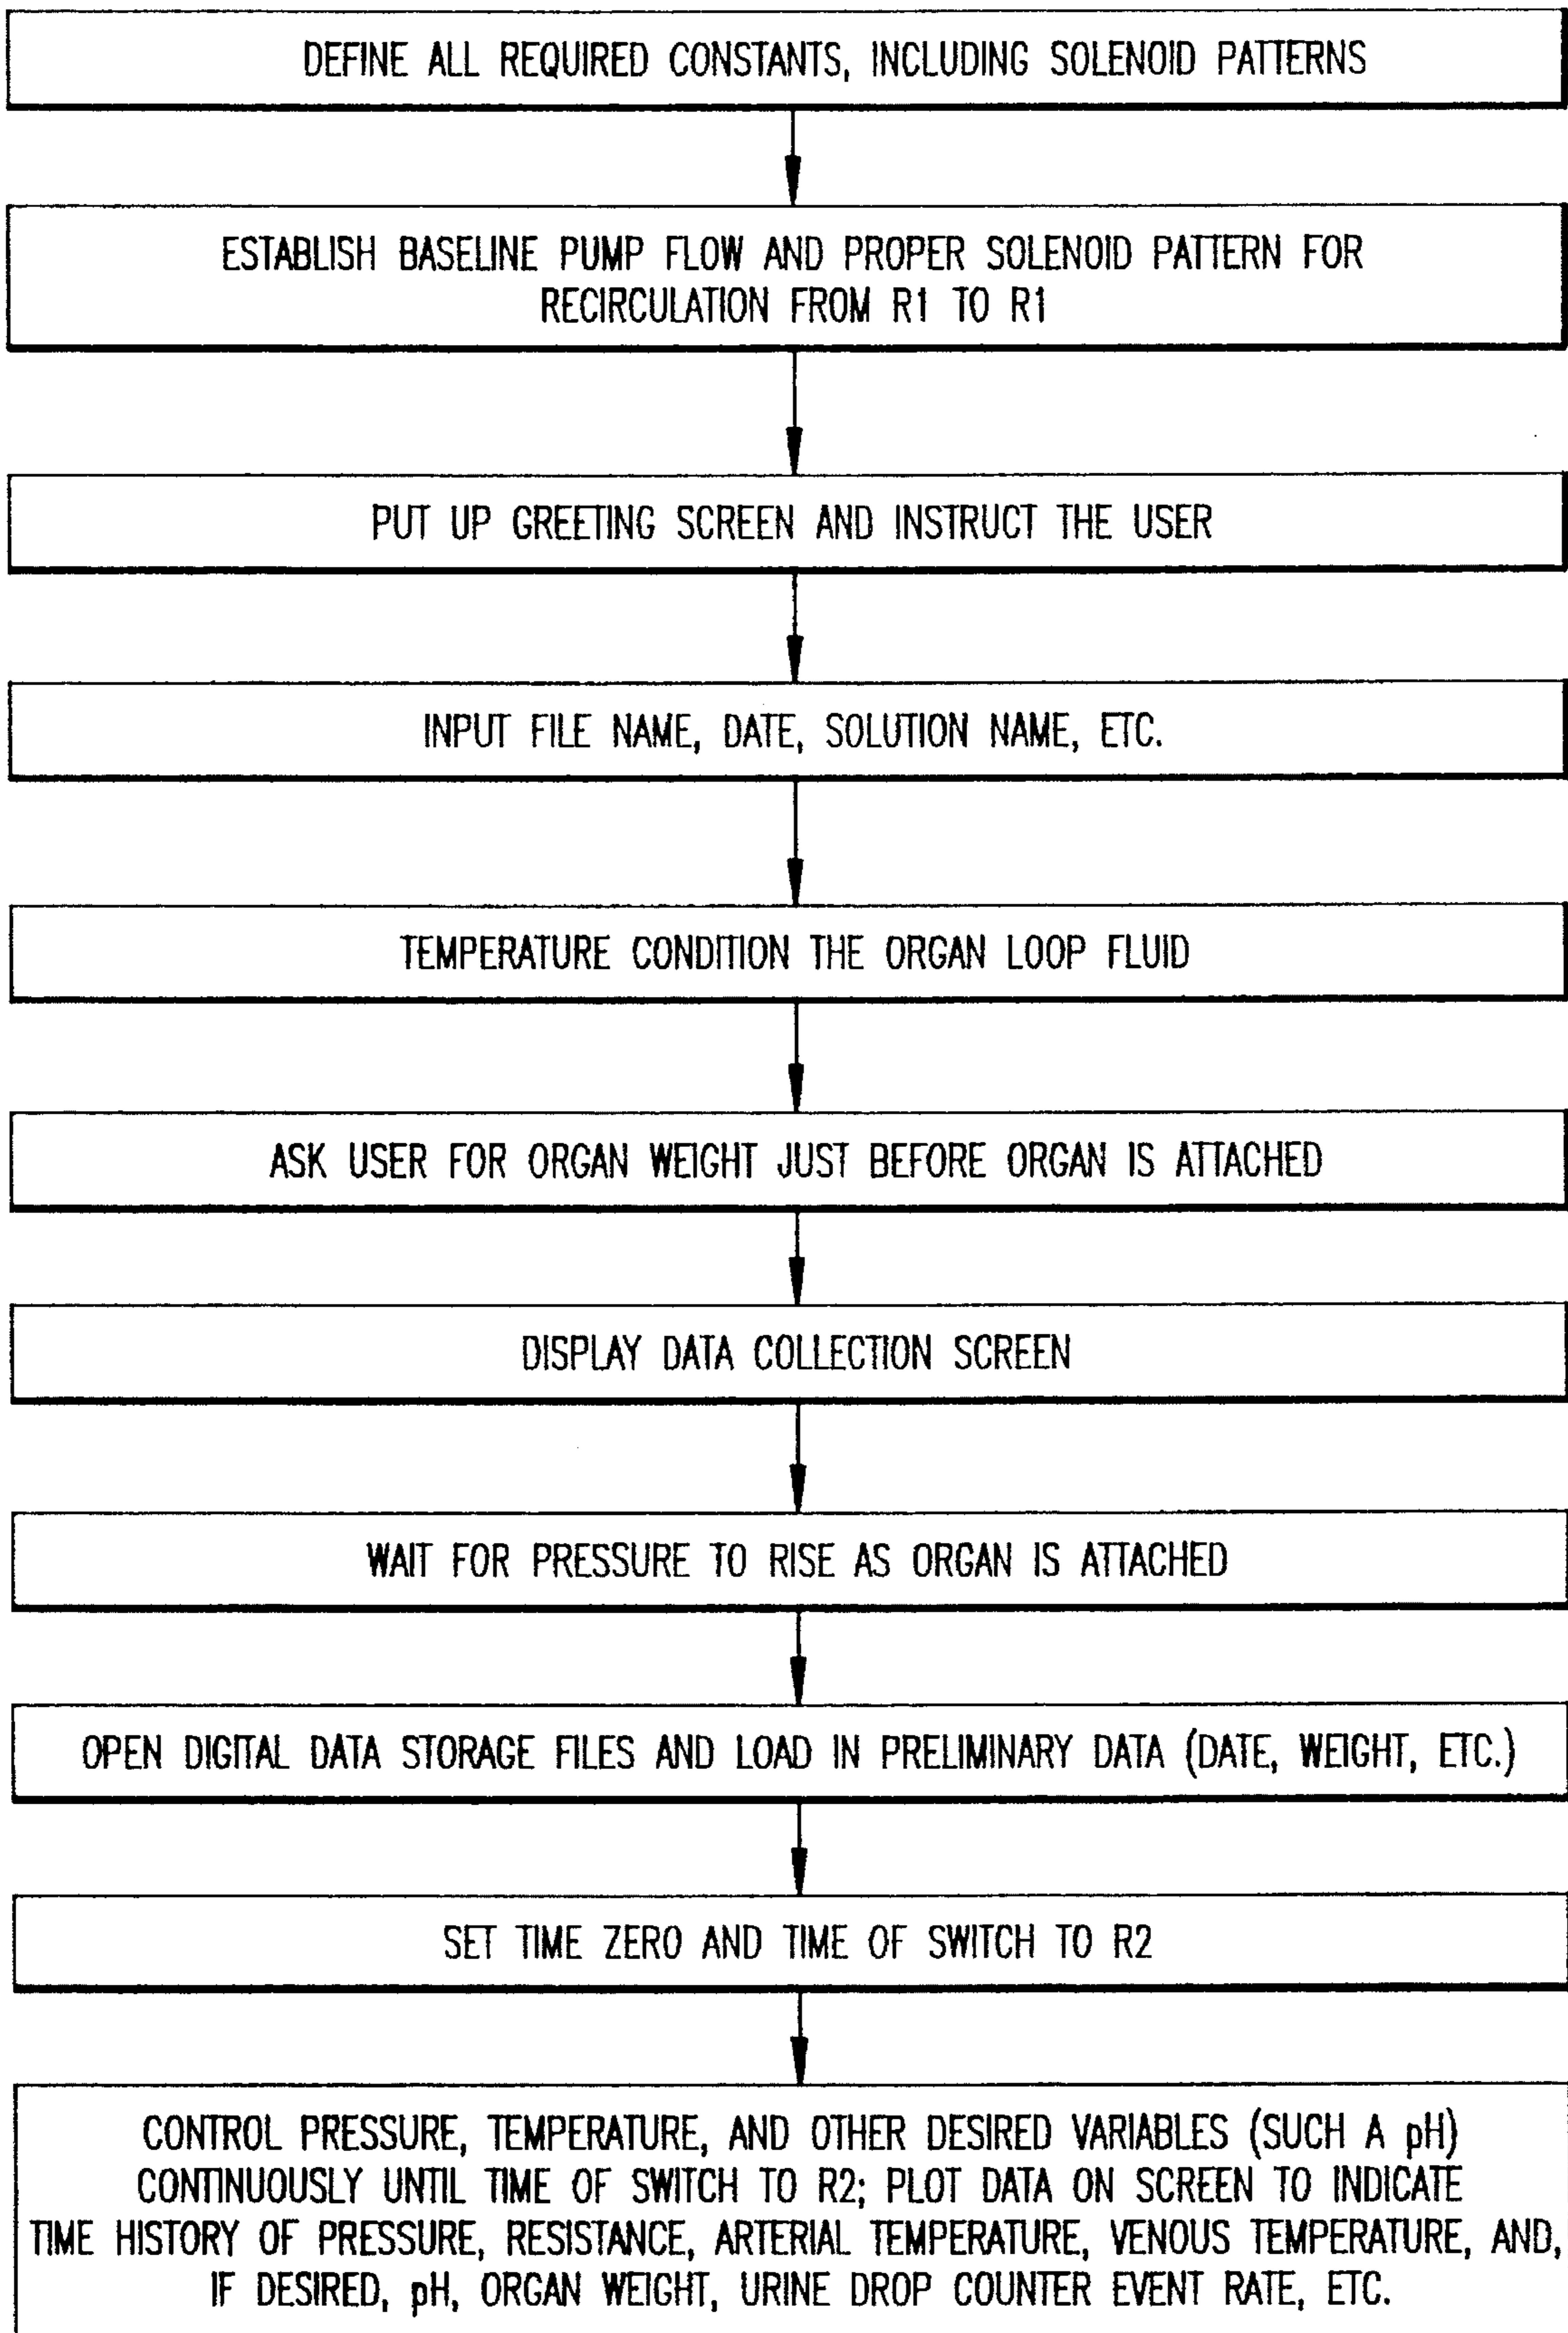 DEFINE ALL REQUIRED CONSTANTS, INCLUDING SOLENOID PATTERNS
ESTABLISH BASELINE PUMP FLOW AND PROPER SOLENOID PATTERN FOR
RECIRCULATION FROM R1 TO R1
PUT UP GREETING SCREEN AND INSTRUCT THE USER
INPUT FILE NAME, DATE, SOLUTION NAME, ETC.
TEMPERATURE CONDITION THE ORGAN LOOP FLUID
ASK USER FOR ORGAN WEIGHT JUST BEFORE ORGAN IS ATTACHED
DISPLAY DATA COLLECTION SCREEN
WAIT FOR PRESSURE TO RISE AS ORGAN IS ATTACHED
OPEN DIGITAL DATA STORAGE FILES AND LOAD IN PRELIMINARY DATA (DATE, WEIGHT, ETC.)
SET TIME ZERO AND TIME OF SWITCH TO R2
CONTROL PRESSURE, TEMPERATURE, AND OTHER DESIRED VARIABLES (SUCH A pH)
CONTINUOUSLY UNTIL TIME OF SWITCH TO R2; PLOT DATA ON SCREEN TO INDICATE
TIME HISTORY OF PRESSURE, RESISTANCE, ARTERIAL TEMPERATURE, VENOUS TEMPERATURE, AND,
IF DESIRED, pH, ORGAN WEIGHT, URINE DROP COUNTER EVENT RATE, ETC.